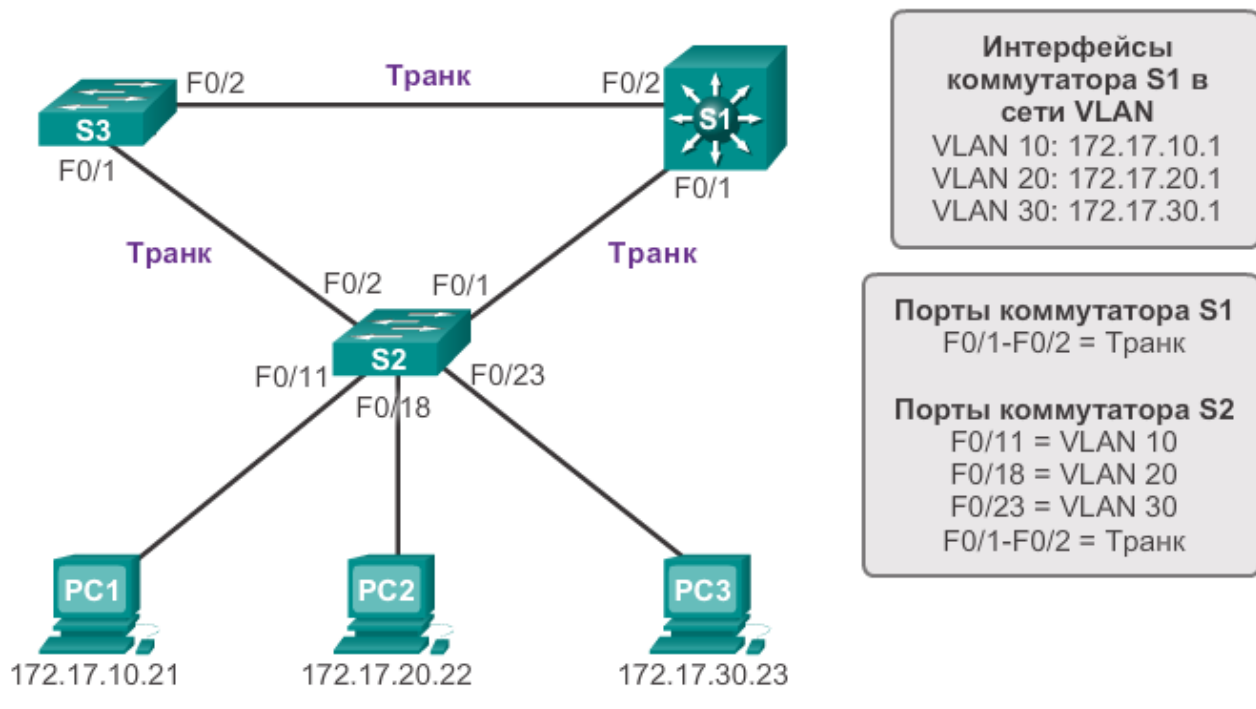 Транк
F0/2
F0/2
S3
S1
F0/1
F0/1
Транк
Транк
F0/2
F0/1
S2
F0/11
F0/23
F0/18
PC1
PC2
PC3
172.17.10.21
172.17.20.22
172.17.30.23
Интерфейсы
коммутатора S1 в
сети VLAN
VLAN 10: 172.17.10.1
VLAN 20: 172.17.20.1
VLAN 30: 172.17.30.1
Порты коммутатора S1
F0/1-F0/2 = Транк
Порты коммутатора S2
F0/11 = VLAN 10
F0/18 = VLAN 20
F0/23 = VLAN 30
F0/1-F0/2 = Транк